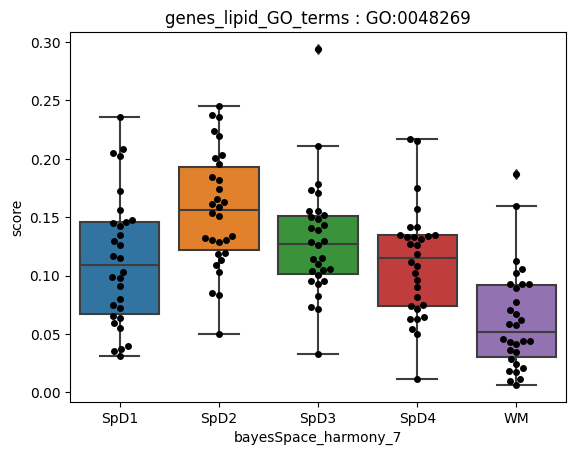 genes_lipid_GO_terms : GO:0048269
0.30
0.25
0.20
0.15
0.10
0.05
0.00
score
SpD1 SpD2 SpD3 SpD4 WM
bayesSpace_harmony_7